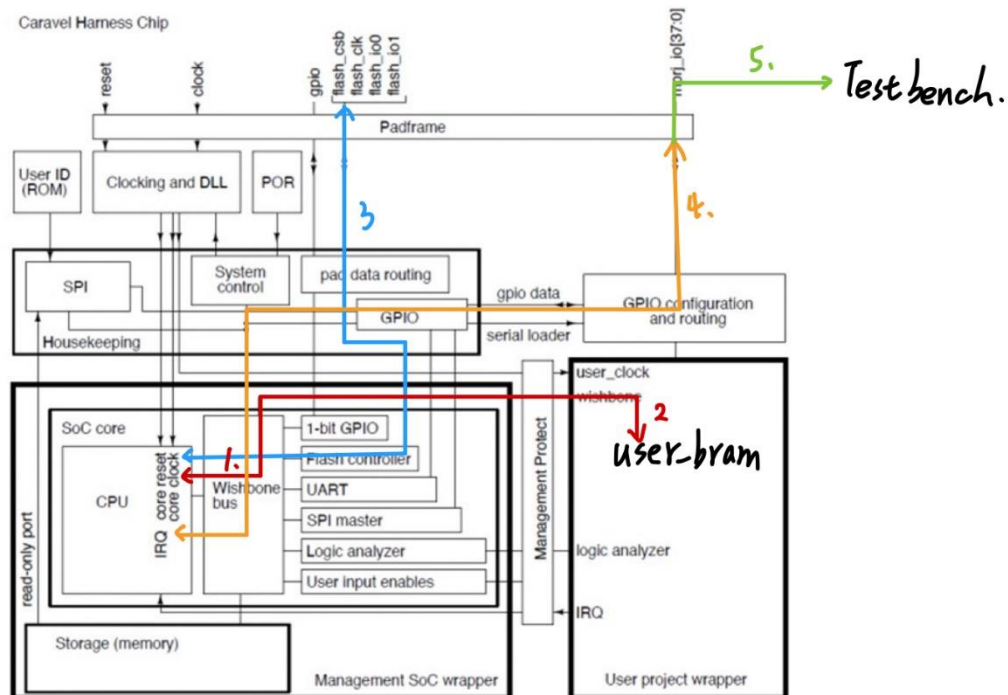 Caravel Harness Chip
reset
clock
gpio
flash_csb
flash_clk
flash_io0
flash_io1
mprj_io[37:0]
5.
Test bench.
Padframe
User ID
(ROM)
Clocking and DLL
POR
3
4.
SPI
System
control
pad data routing
GPIO
gpio data
serial loader
GPIO configuration
and routing
Housekeeping
user_clock
wishbone
2
user_bram
SoC core
1-bit GPIO
1.
Flash controller
CPU
core reset
core clock
IRQ
Wishbone
bus
UART
SPI master
Logic analyzer
User input enables
Management Protect
logic analyzer
IRQ
read-only port
Storage (memory)
Management SoC wrapper
User project wrapper